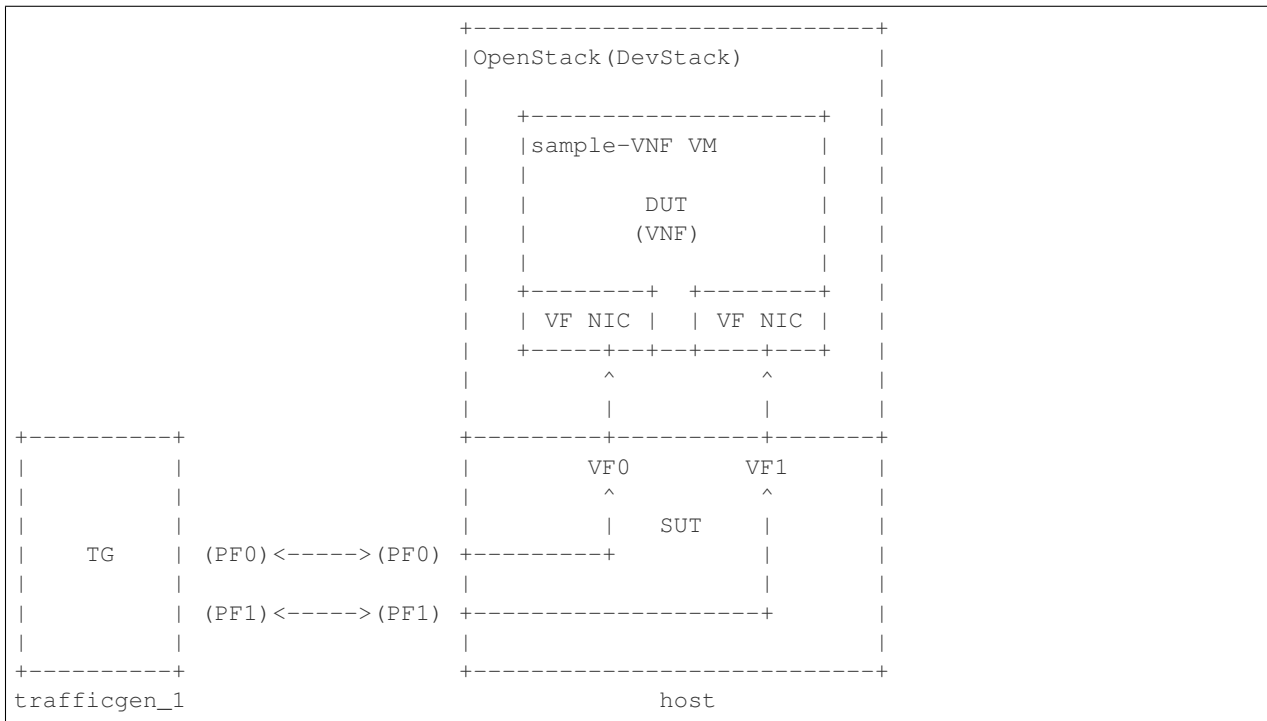 +----------------------------+
|OpenStack(DevStack)         |
|                            |
|   +--------------------+   |
|   |sample-VNF VM       |   |
|   |                    |   |
|   |        DUT         |   |
|   |       (VNF)        |   |
|   |                    |   |
|   +--------+  +--------+   |
|   | VF NIC |  | VF NIC |   |
|   +-----+--+--+----+---+   |
|         ^          ^       |
|         |          |       |
+----------+                   +---------+----------+-------+
|          |                   |        VF0        VF1      |
|          |                   |         ^          ^       |
|          |                   |         |   SUT    |       |
|    TG    | (PF0)<----->(PF0) +---------+          |       |
|          |                   |                    |       |
|          | (PF1)<----->(PF1) +--------------------+       |
|          |                   |                            |
+----------+                   +----------------------------+
trafficgen_1                                host